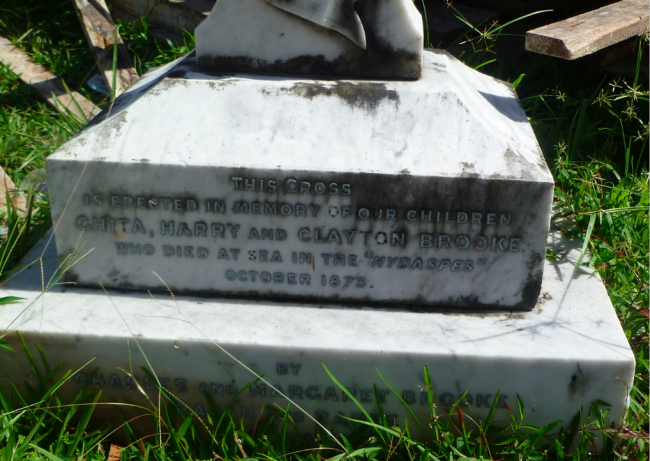 THIS CROSS
IS ERECTED IN MEMORY OF OUR CHILDREN
GHITA, HARRY AND CLAYTON BROOKE
WHO DIED AT SEA IN THE "HYDASPES"
OCTOBER 1873.
BY
CHARLES AND MARGARET BROOKE